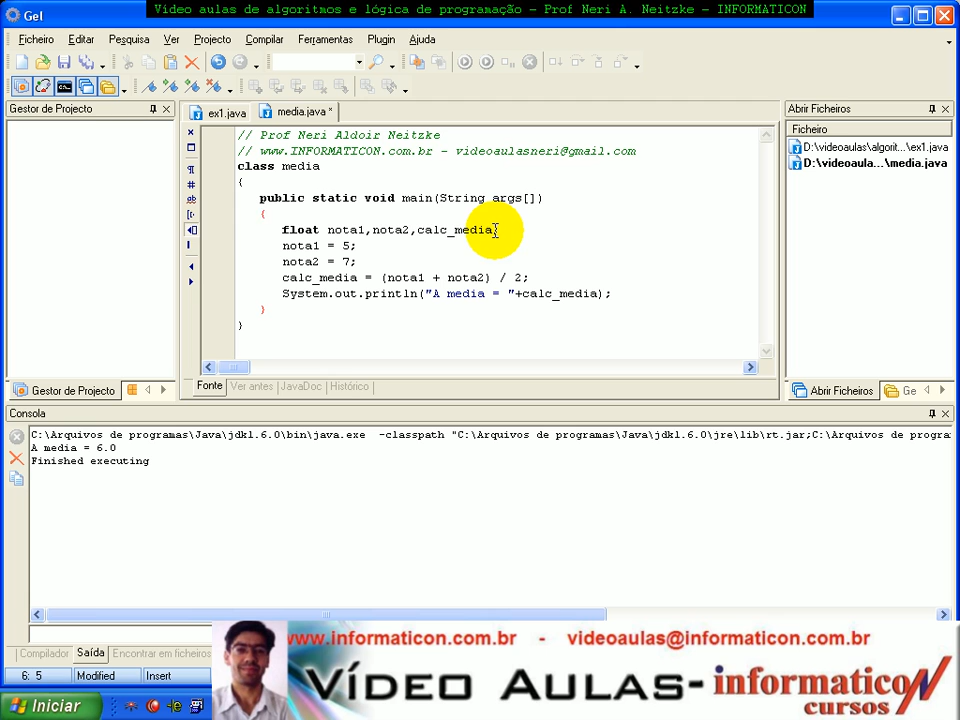 Vídeo aulas de algoritmos e lógica de programação – Prof Neri A. Neitzke – INFORMATICON
Gel
Ficheiro Editar Pesquisa Ver Projecto Compilar Ferramentas Plugin Ajuda
Gestor de Projecto
ex1.java media.java *
Abrir Ficheiros
Ficheiro
D:\videoaulas\algorit...\ex1.java
D:\videoaula...\media.java
// Prof Neri Aldoir Neitzke
// www.INFORMATICON.com.br - videoaulasneri@gmail.com
class media
{
public static void main(String args[])
{
float nota1,nota2,calc_media;
nota1 = 5;
nota2 = 7;
calc_media = (nota1 + nota2) / 2;
System.out.println("A media = "+calc_media);
}
}
Gestor de Projecto
Fonte Ver antes JavaDoc Histórico
Abrir Ficheiros Ge
Consola
C:\Arquivos de programas\Java\jdk1.6.0\bin\java.exe -classpath "C:\Arquivos de programas\Java\jdk1.6.0\jre\lib\rt.jar;C:\Arquivos de progra
A media = 6.0
Finished executing
Compilador Saída Encontrar em ficheiros
6: 5 Modified Insert
Iniciar
www.informaticon.com.br - videoaulas@informaticon.com.br
Vídeo Aulas- informaticon
cursos